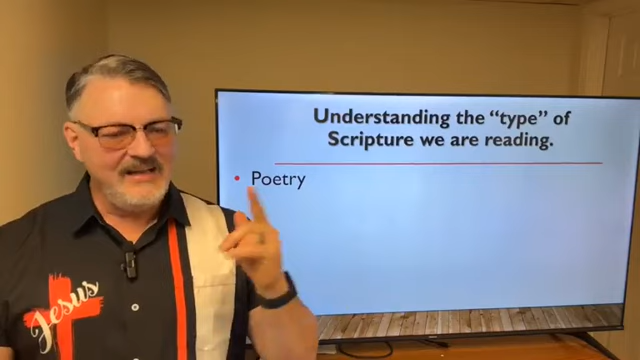 Understanding the “type” of
Scripture we are reading.
• Poetry
Jesus